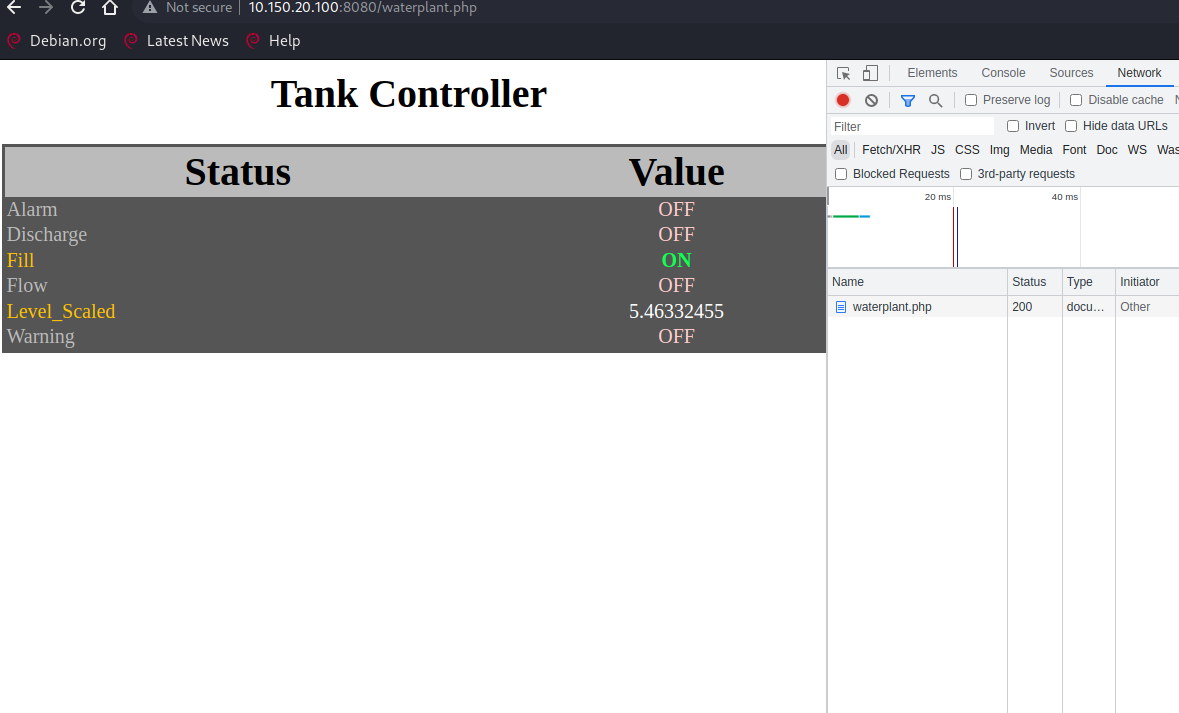 Not secure 10.150.20.100:8080/waterplant.php
Debian.org Latest News Help
Tank Controller
Status Value
Alarm OFF
Discharge OFF
Fill ON
Flow OFF
Level_Scaled 5.46332455
Warning OFF
Elements Console Sources Network
Preserve log Disable cache N
Filter Invert Hide data URLs
All Fetch/XHR JS CSS Img Media Font Doc WS Was
Blocked Requests 3rd-party requests
20 ms 40 ms
Name Status Type Initiator
waterplant.php 200 docu… Other